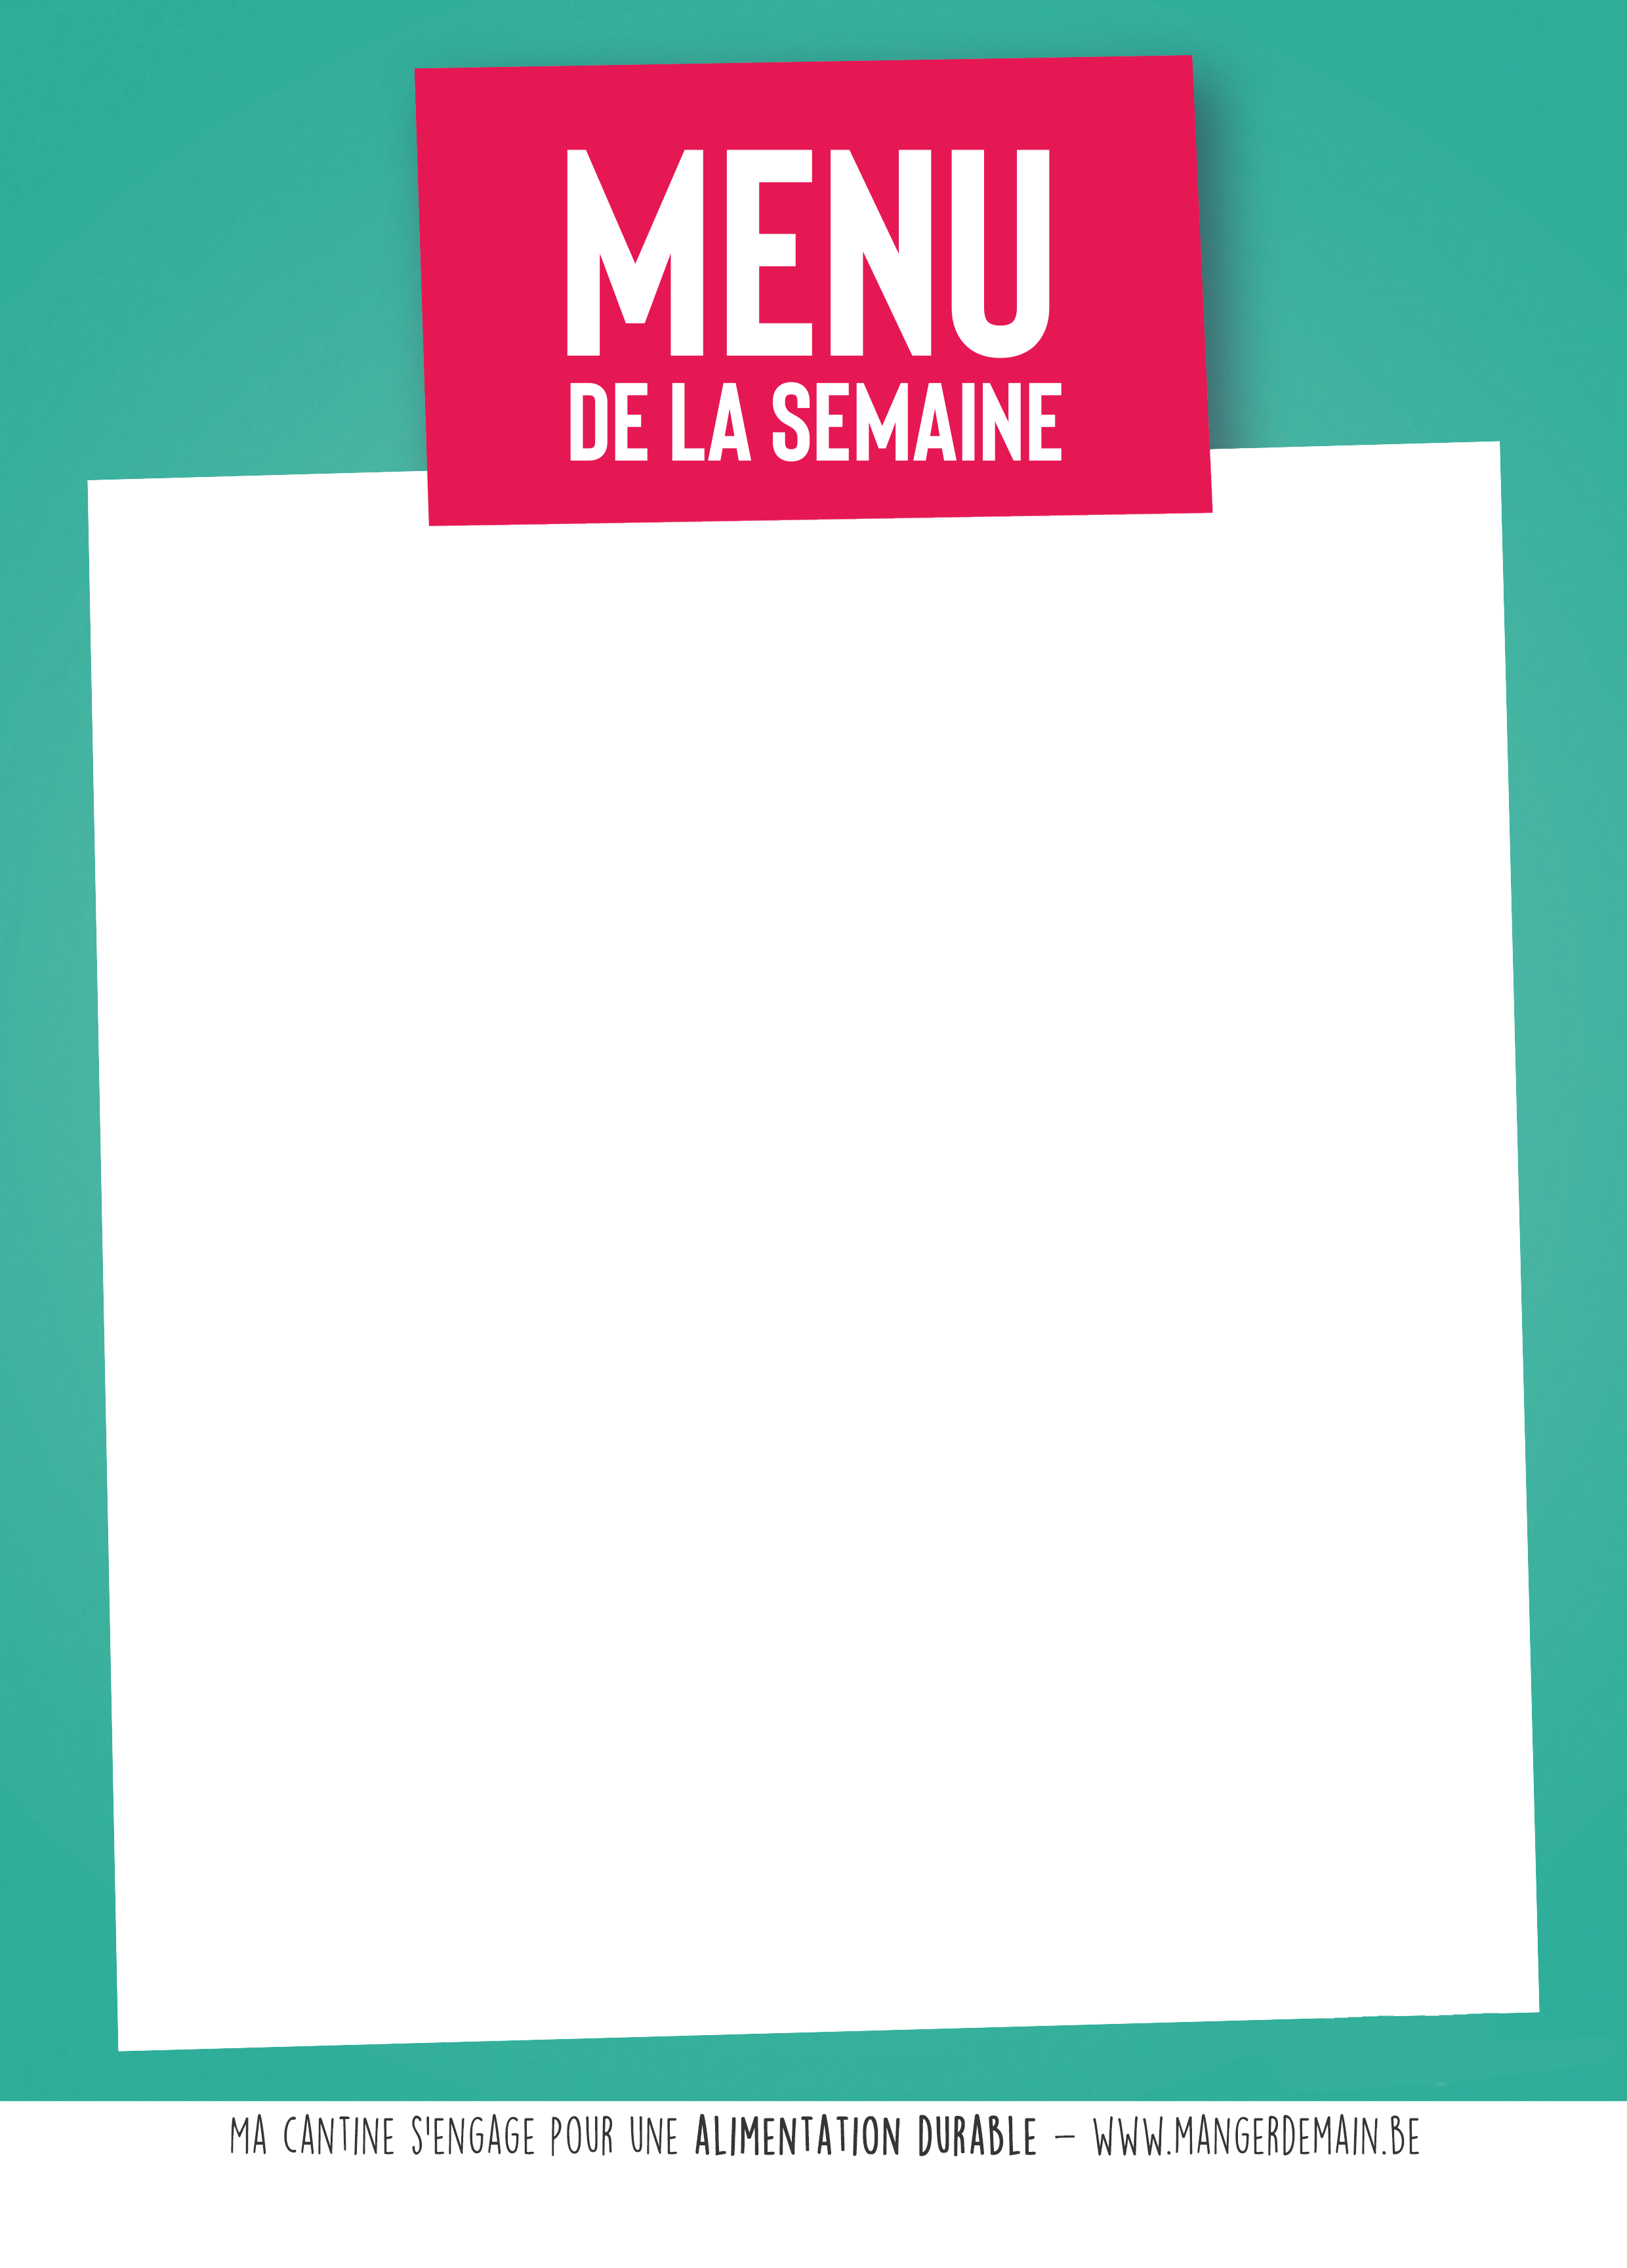 MENU
DE LA SEMAINE
MA CANTINE S'ENGAGE POUR UNE ALIMENTATION DURABLE – WWW.MANGERDEMAIN.BE